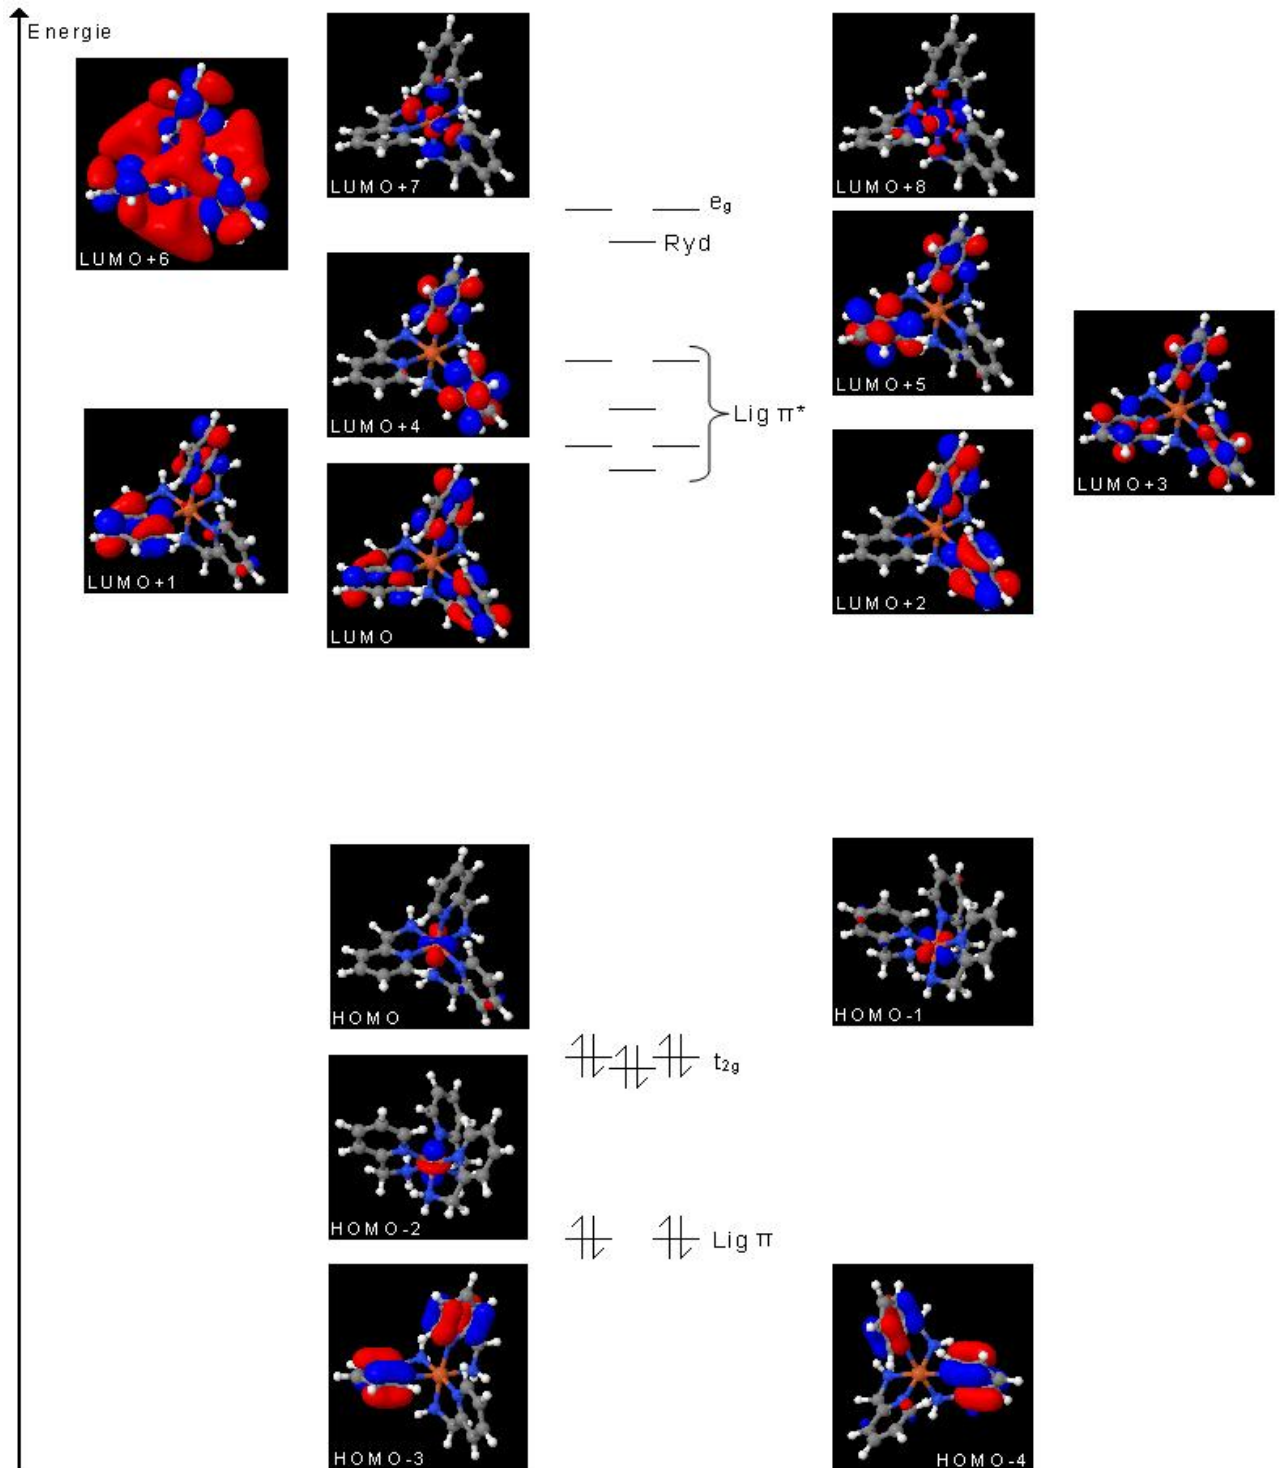 Energie
LUMO+7
LUMO+8
eg
Ryd
LUMO+6
LUMO+5
LUMO+4
Lig π*
LUMO+3
LUMO+1
LUMO
LUMO+2
HOMO
HOMO-1
t2g
HOMO-2
Lig π
HOMO-3
HOMO-4